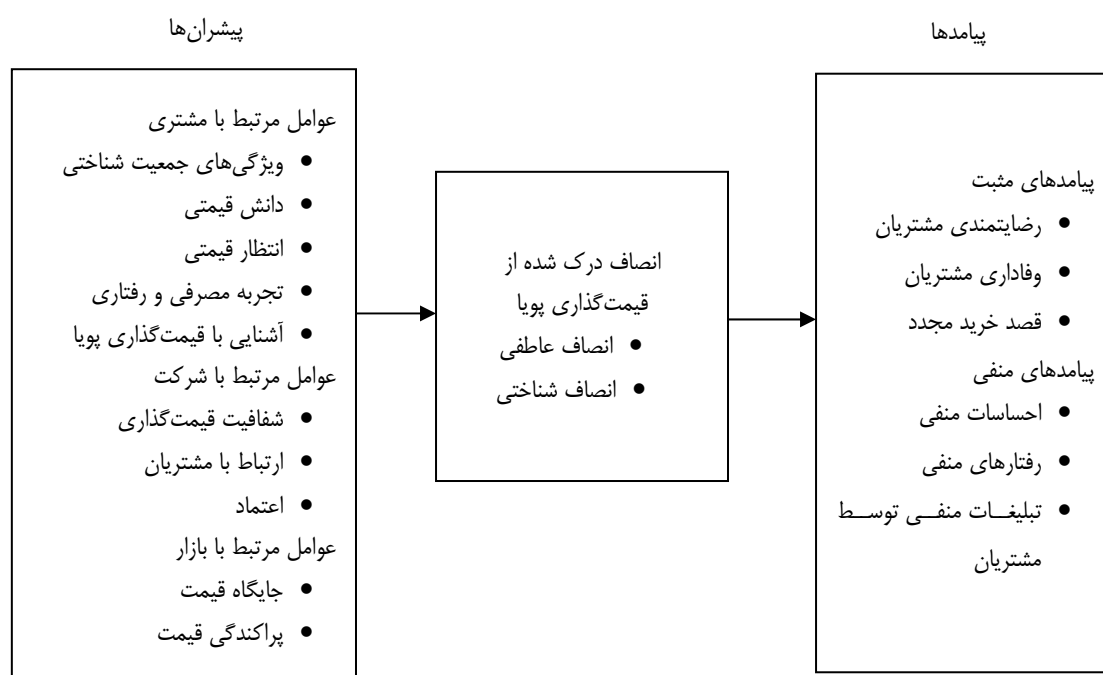 پیشران‌ها
عوامل مرتبط با مشتری
● ویژگی‌های جمعیت شناختی
● دانش قیمتی
● انتظار قیمتی
● تجربه مصرفی و رفتاری
● آشنایی با قیمت‌گذاری پویا
عوامل مرتبط با شرکت
● شفافیت قیمت‌گذاری
● ارتباط با مشتریان
● اعتماد
عوامل مرتبط با بازار
● جایگاه قیمت
● پراکندگی قیمت
انصاف درک شده از
قیمت‌گذاری پویا
● انصاف عاطفی
● انصاف شناختی
پیامدها
پیامدهای مثبت
● رضایتمندی مشتریان
● وفاداری مشتریان
● قصد خرید مجدد
پیامدهای منفی
● احساسات منفی
● رفتارهای منفی
● تبلیغات منفی توسط
مشتریان